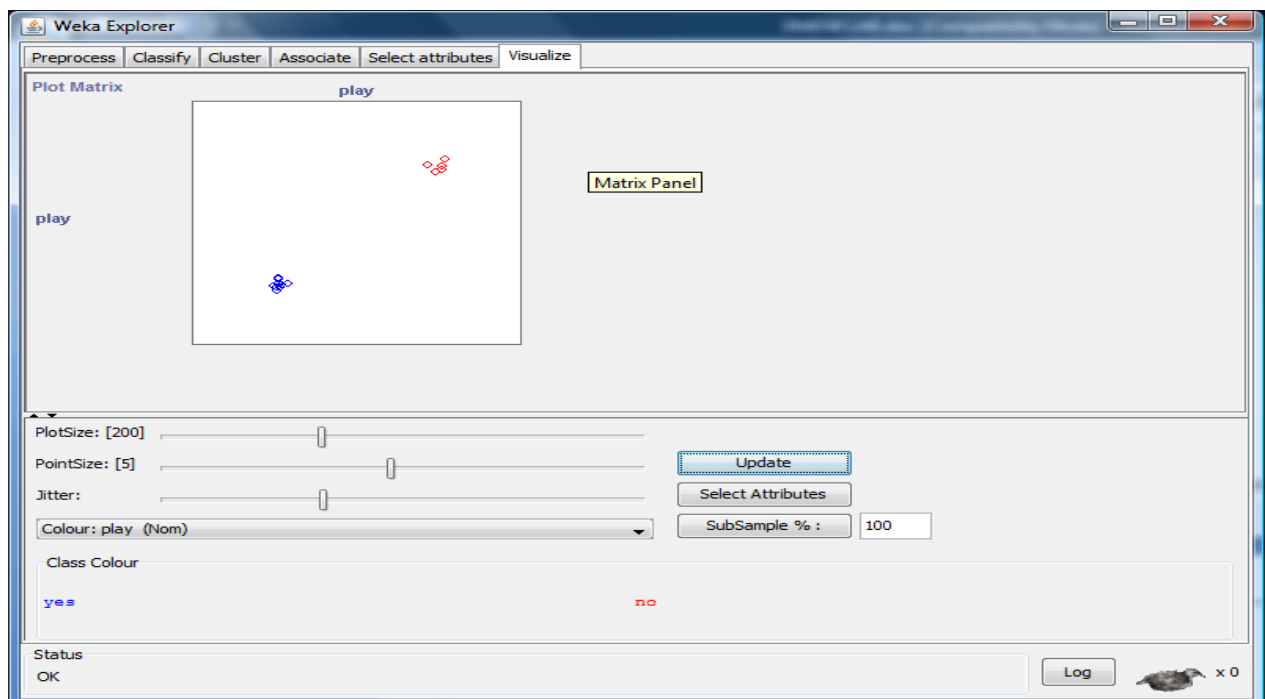 Weka Explorer
Preprocess Classify Cluster Associate Select attributes Visualize
Plot Matrix
play
play
Matrix Panel
PlotSize: [200]
PointSize: [5]
Update
Jitter:
Select Attributes
Colour: play (Nom)
SubSample % : 100
Class Colour
yes no
Status
OK
Log x 0